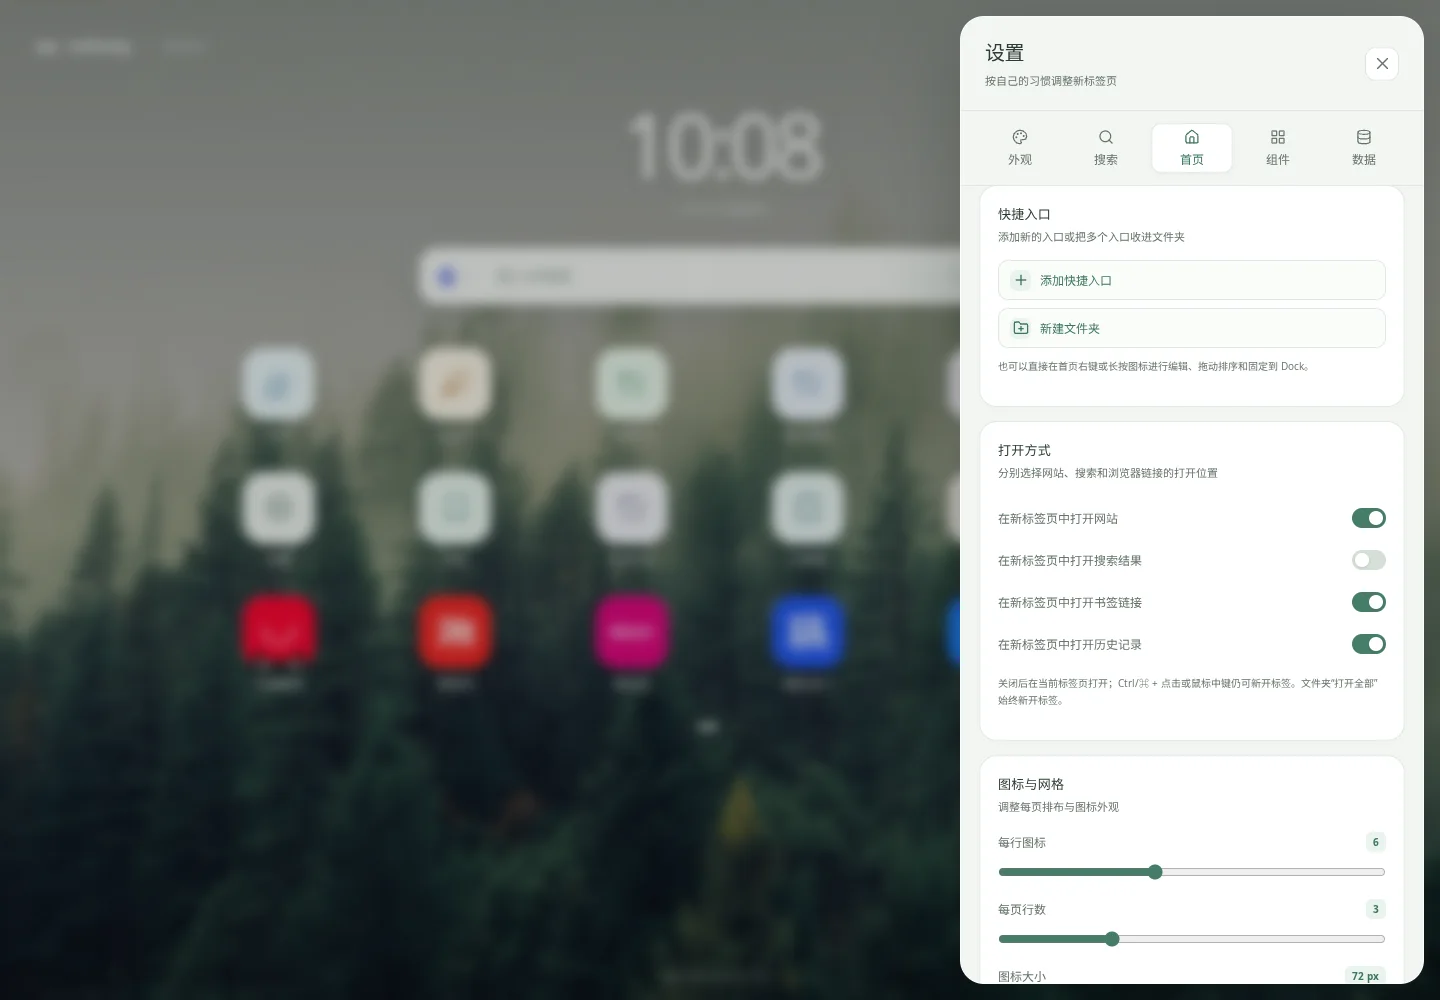 设置
按自己的习惯调整新标签页
外观
搜索
首页
组件
数据
快捷入口
添加新的入口或把多个入口收进文件夹
添加快捷入口
新建文件夹
也可以直接在首页右键或长按图标进行编辑、拖动排序和固定到 Dock。
打开方式
分别选择网站、搜索和浏览器链接的打开位置
在新标签页中打开网站
在新标签页中打开搜索结果
在新标签页中打开书签链接
在新标签页中打开历史记录
关闭后在当前标签页打开；Ctrl/⌘ + 点击或鼠标中键仍可新开标签。文件夹"打开全部"
始终新开标签。
图标与网格
调整每页排布与图标外观
每行图标 6
每页行数 3
图标大小 72 px
10:08